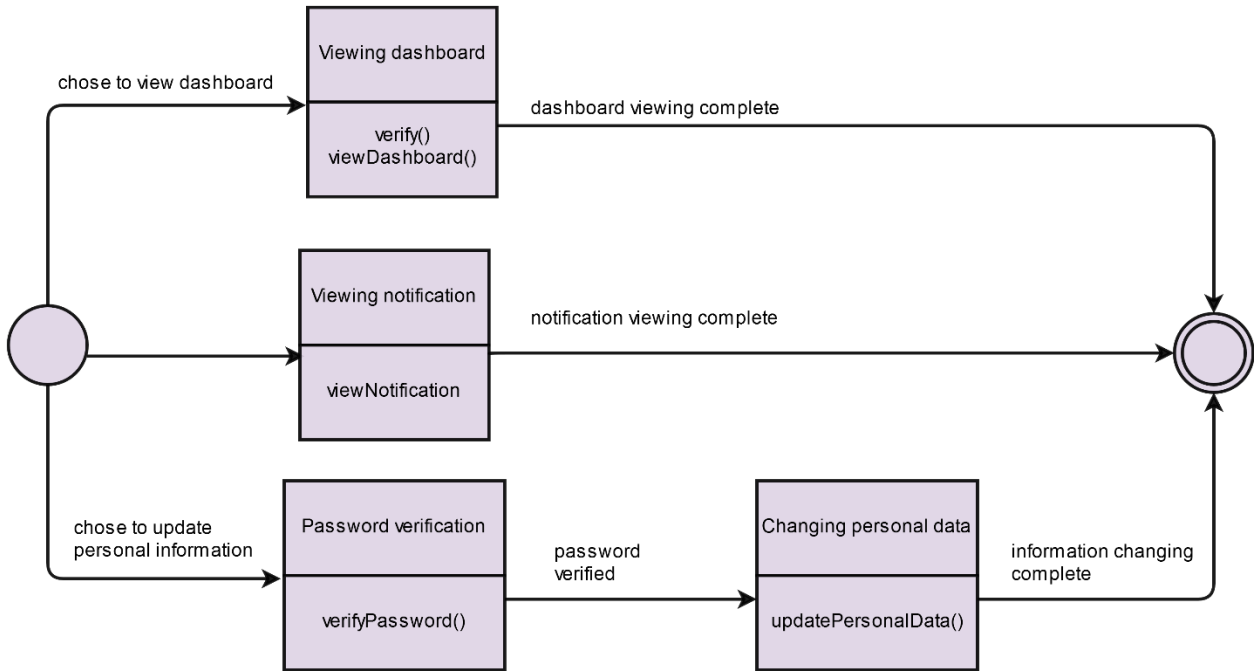 Viewing dashboard
chose to view dashboard
dashboard viewing complete
verify()
viewDashboard()
Viewing notification
notification viewing complete
viewNotification
chose to update
personal information
Password verification
verifyPassword()
password
verified
Changing personal data
updatePersonalData()
information changing
complete